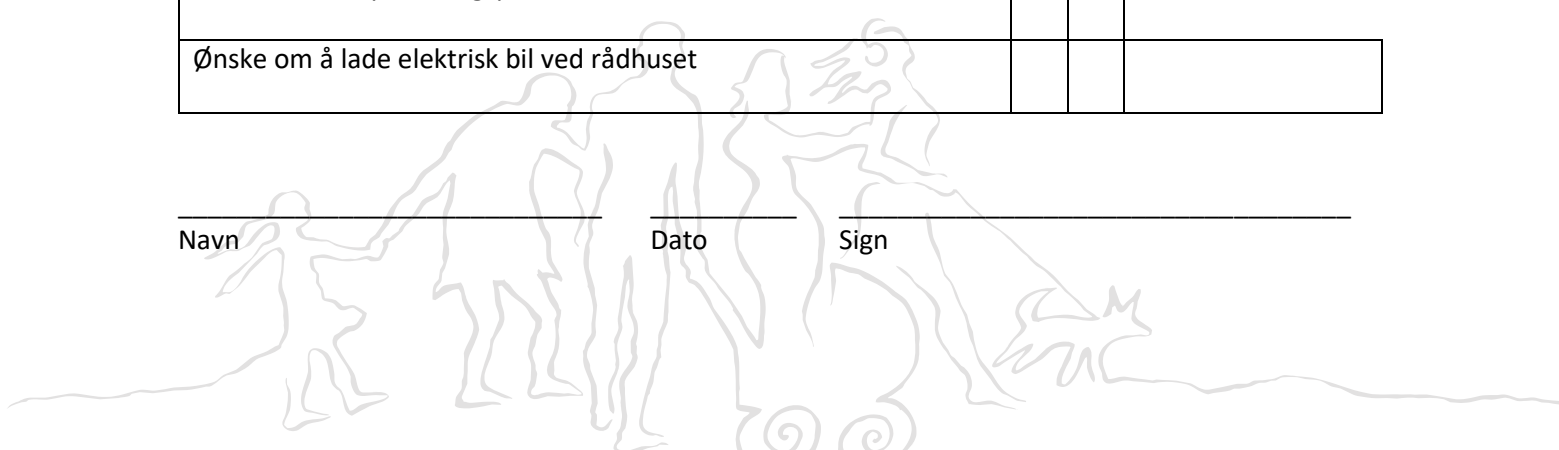 Ønske om å lade elektrisk bil ved rådhuset
Navn Dato Sign